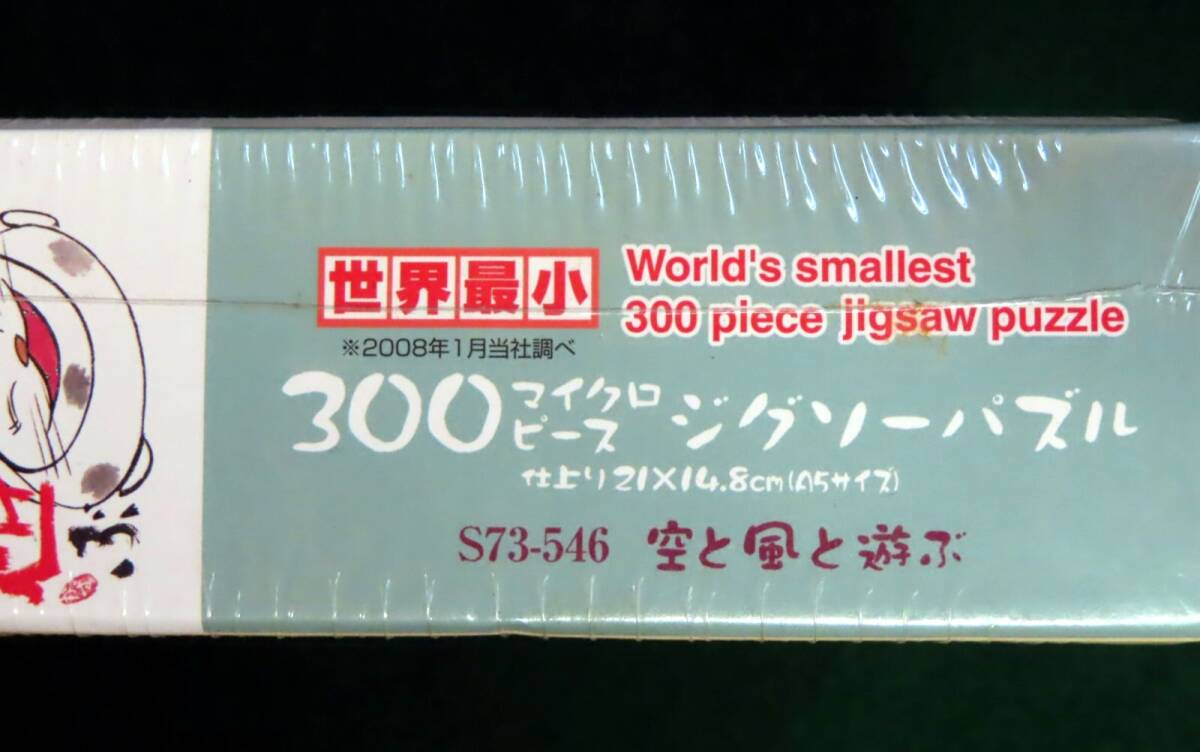 世界最小
World's smallest
300 piece jigsaw puzzle
※2008年1月当社調べ
300マイクロピース ジグソーパズル
仕上り21×14.8cm(A5サイズ)
S73-546 空と風と遊ぶ